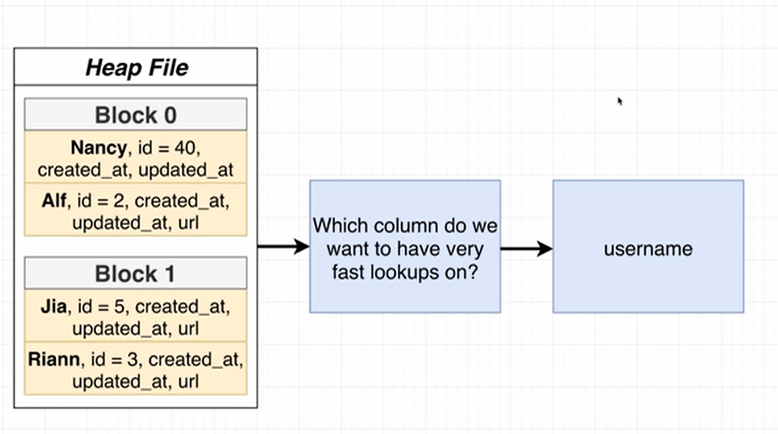 Heap File
Block 0
Nancy, id = 40,
created_at, updated_at
Alf, id = 2, created_at,
updated_at, url
Block 1
Jia, id = 5, created_at,
updated_at, url
Riann, id = 3, created_at,
updated_at, url
Which column do we
want to have very
fast lookups on?
username